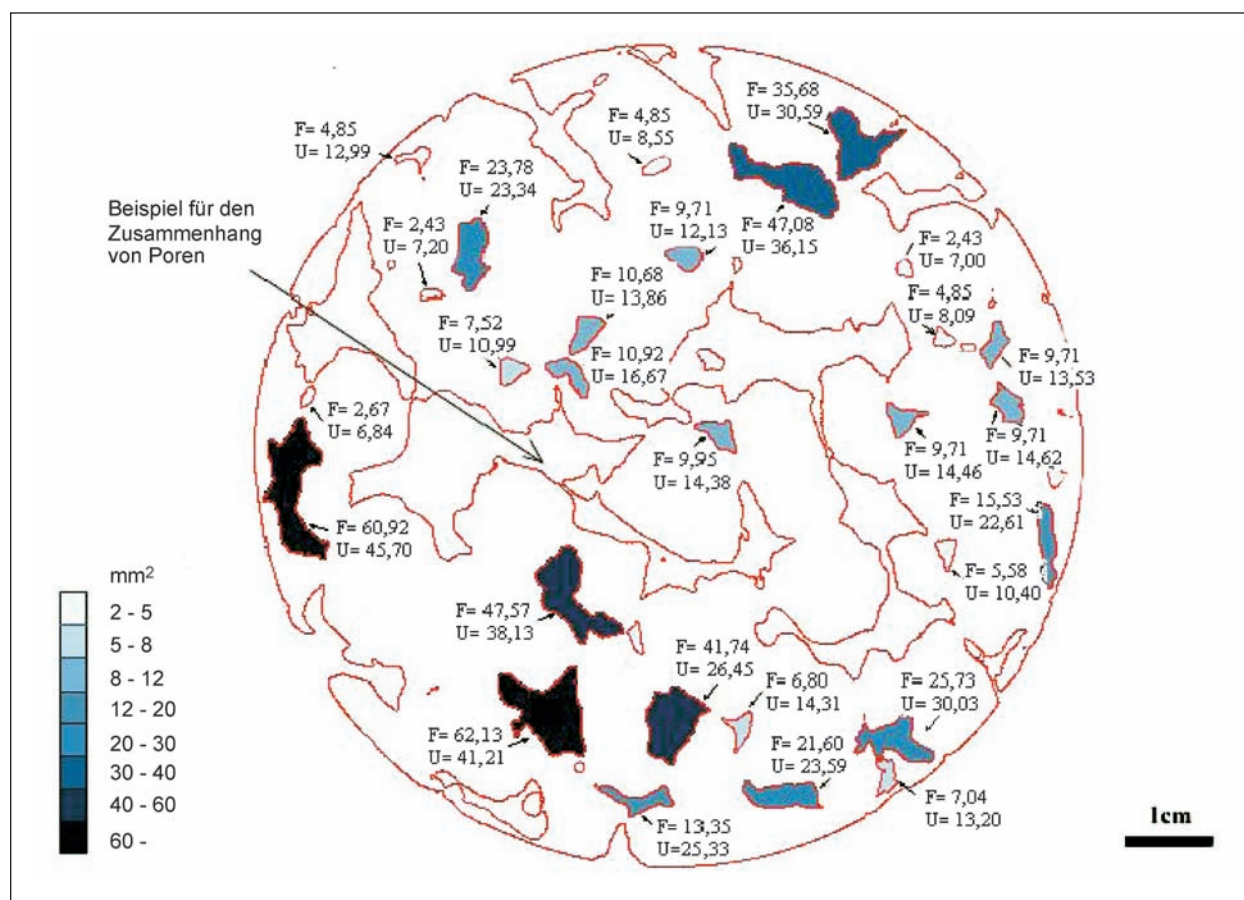 F= 35,68
U= 30,59
F= 4,85
U= 8,55
F= 4,85
U= 12,99
F= 23,78
U= 23,34
Beispiel für den
Zusammenhang
von Poren
F= 2,43
U= 7,20
F= 9,71
U= 12,13
F= 47,08
U= 36,15
F= 2,43
U= 7,00
F= 10,68
U= 13,86
F= 4,85
U= 8,09
F= 7,52
U= 10,99
F= 10,92
U= 16,67
F= 9,71
U= 13,53
F= 2,67
U= 6,84
F= 9,95
U= 14,38
F= 9,71
U= 14,46
F= 9,71
U= 14,62
F= 15,53
U= 22,61
F= 60,92
U= 45,70
F= 5,58
U= 10,40
F= 47,57
U= 38,13
F= 41,74
U= 26,45
F= 6,80
U= 14,31
F= 25,73
U= 30,03
F= 62,13
U= 41,21
F= 21,60
U= 23,59
F= 7,04
U= 13,20
F= 13,35
U=25,33
mm²
2 - 5
5 - 8
8 - 12
12 - 20
20 - 30
30 - 40
40 - 60
60 -
1cm